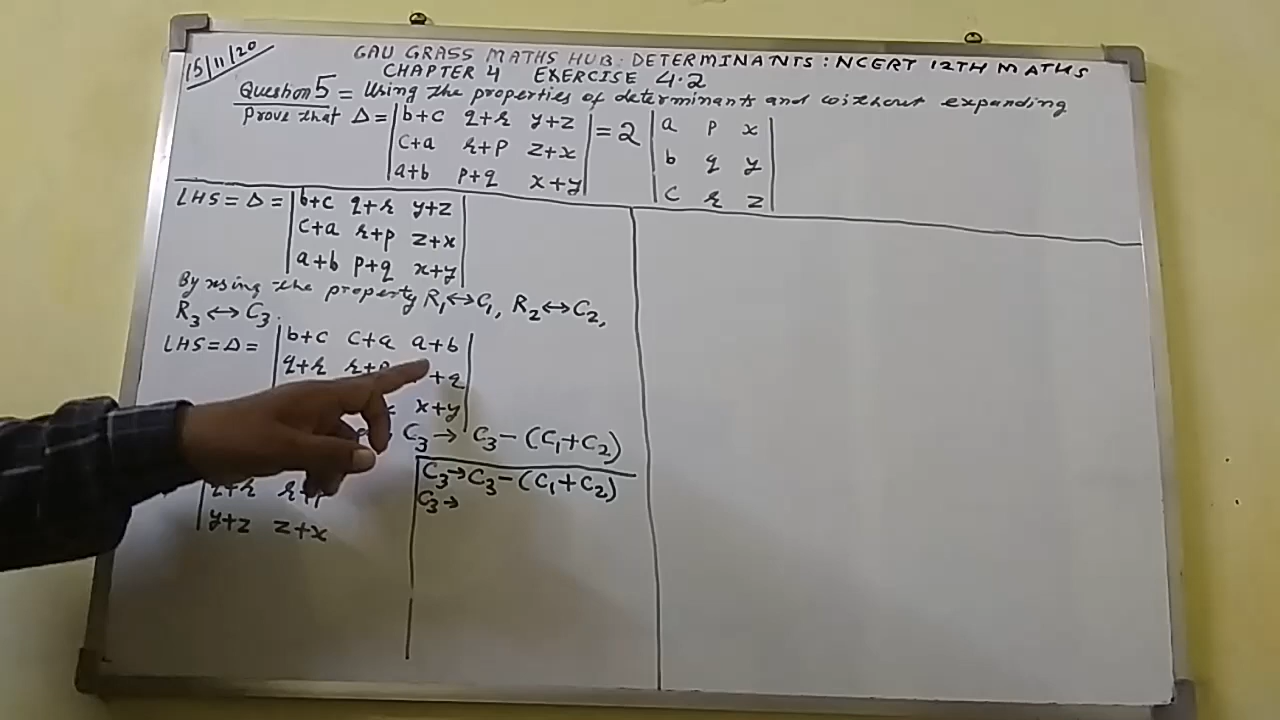 15/11/20
GAU GRASS MATHS HUB: DETERMINANTS: NCERT 12TH MATHS
CHAPTER 4 EXERCISE 4.2
Question 5 = Using the properties of determinants and without expanding
Prove that Δ = | b+c q+r y+z | = 2 | a p x |
| c+a r+p z+x | | b q y |
| a+b p+q x+y | | c r z |
LHS = Δ = | b+c q+r y+z |
| c+a r+p z+x |
| a+b p+q x+y |
By using the property R₁↔C₁, R₂↔C₂,
R₃↔C₃.
LHS = Δ = | b+c c+a a+b |
| q+r r+p +q |
x+y |
C₃→ C₃-(C₁+C₂)
C₃→C₃-(C₁+C₂)
q+r r+p
C₃→
| y+z z+x